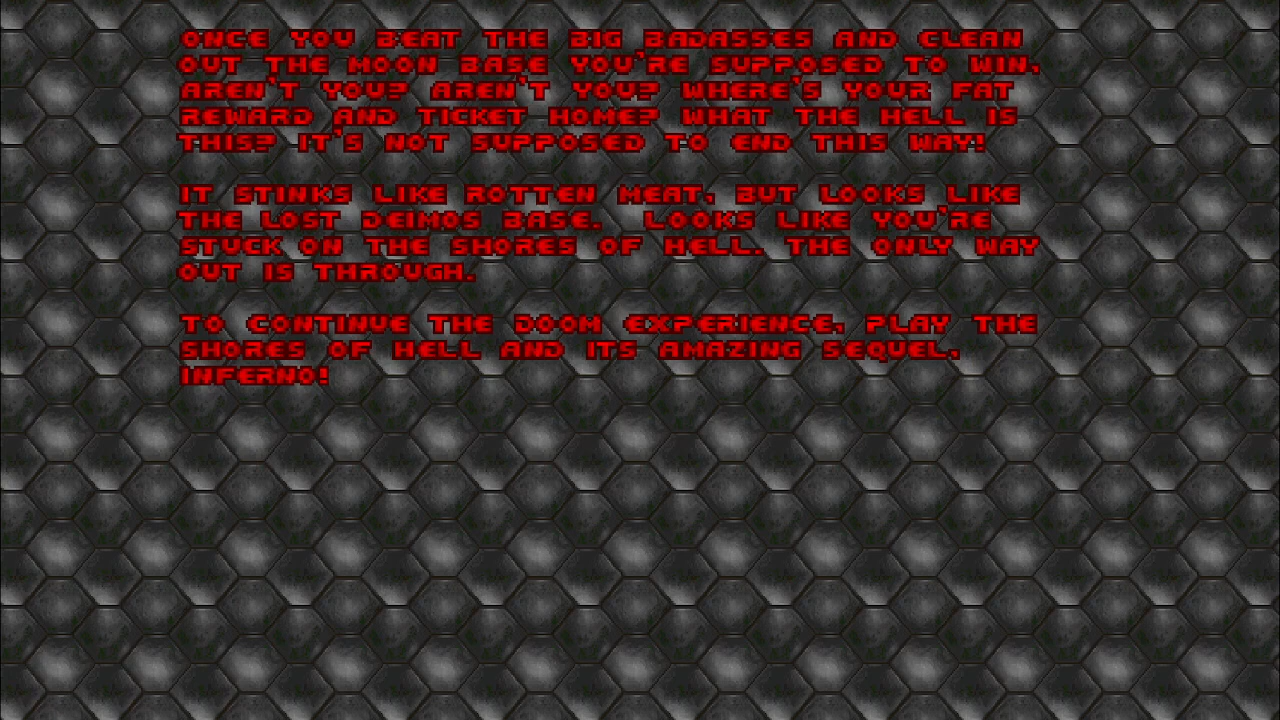 ONCE YOU BEAT THE BIG BADASSES AND CLEAN
OUT THE MOON BASE YOU'RE SUPPOSED TO WIN,
AREN'T YOU? AREN'T YOU? WHERE'S YOUR FAT
REWARD AND TICKET HOME? WHAT THE HELL IS
THIS? IT'S NOT SUPPOSED TO END THIS WAY!
IT STINKS LIKE ROTTEN MEAT, BUT LOOKS LIKE
THE LOST DEIMOS BASE.  LOOKS LIKE YOU'RE
STUCK ON THE SHORES OF HELL. THE ONLY WAY
OUT IS THROUGH.
TO CONTINUE THE DOOM EXPERIENCE, PLAY THE
SHORES OF HELL AND ITS AMAZING SEQUEL,
INFERNO!